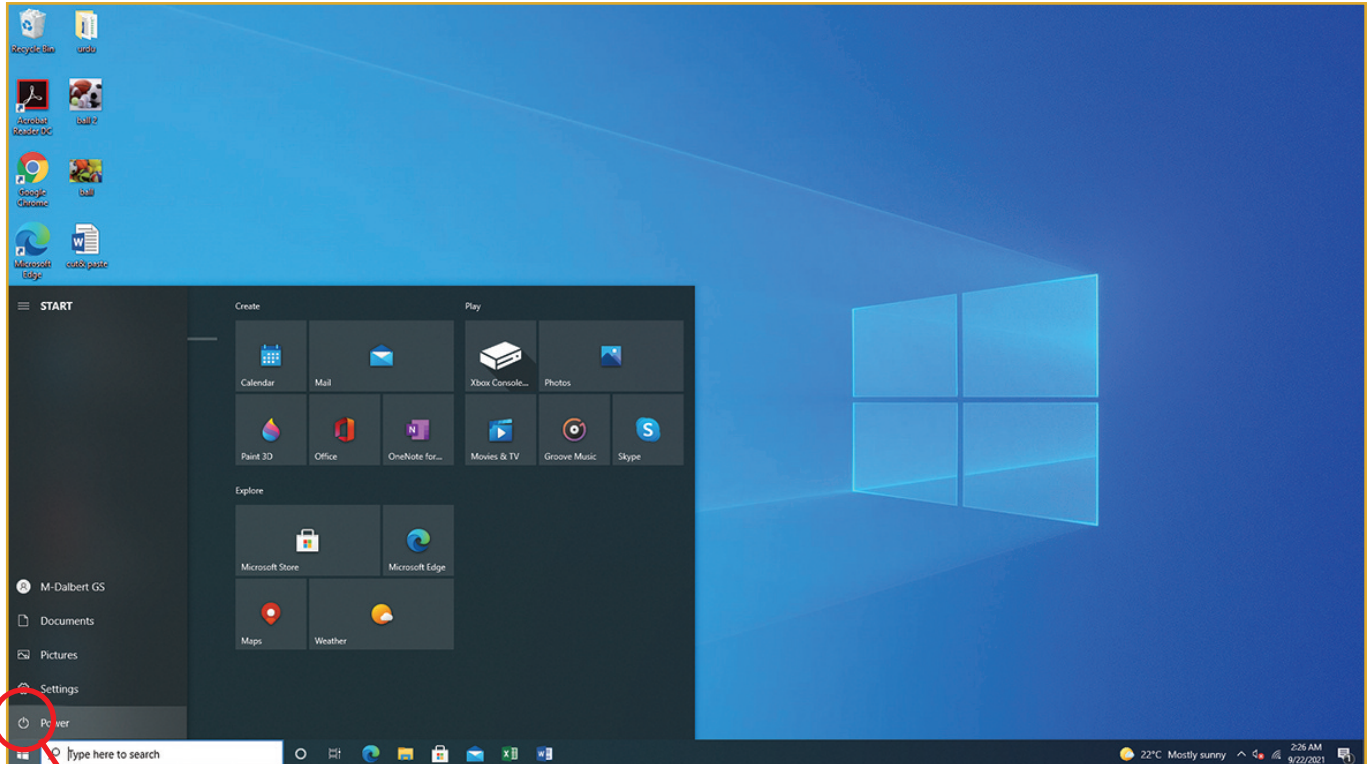 Recycle Bin
urdu
Acrobat
Reader DC
ball 2
Google
Chrome
ball
Microsoft
Edge
cut& paste
START
Create
Play
Calendar
Mail
Xbox Console...
Photos
Paint 3D
Office
OneNote for...
Movies & TV
Groove Music
Skype
Explore
Microsoft Store
Microsoft Edge
Maps
Weather
M-Dalbert GS
Documents
Pictures
Settings
Power
Type here to search
22°C Mostly sunny
2:26 AM
9/22/2021